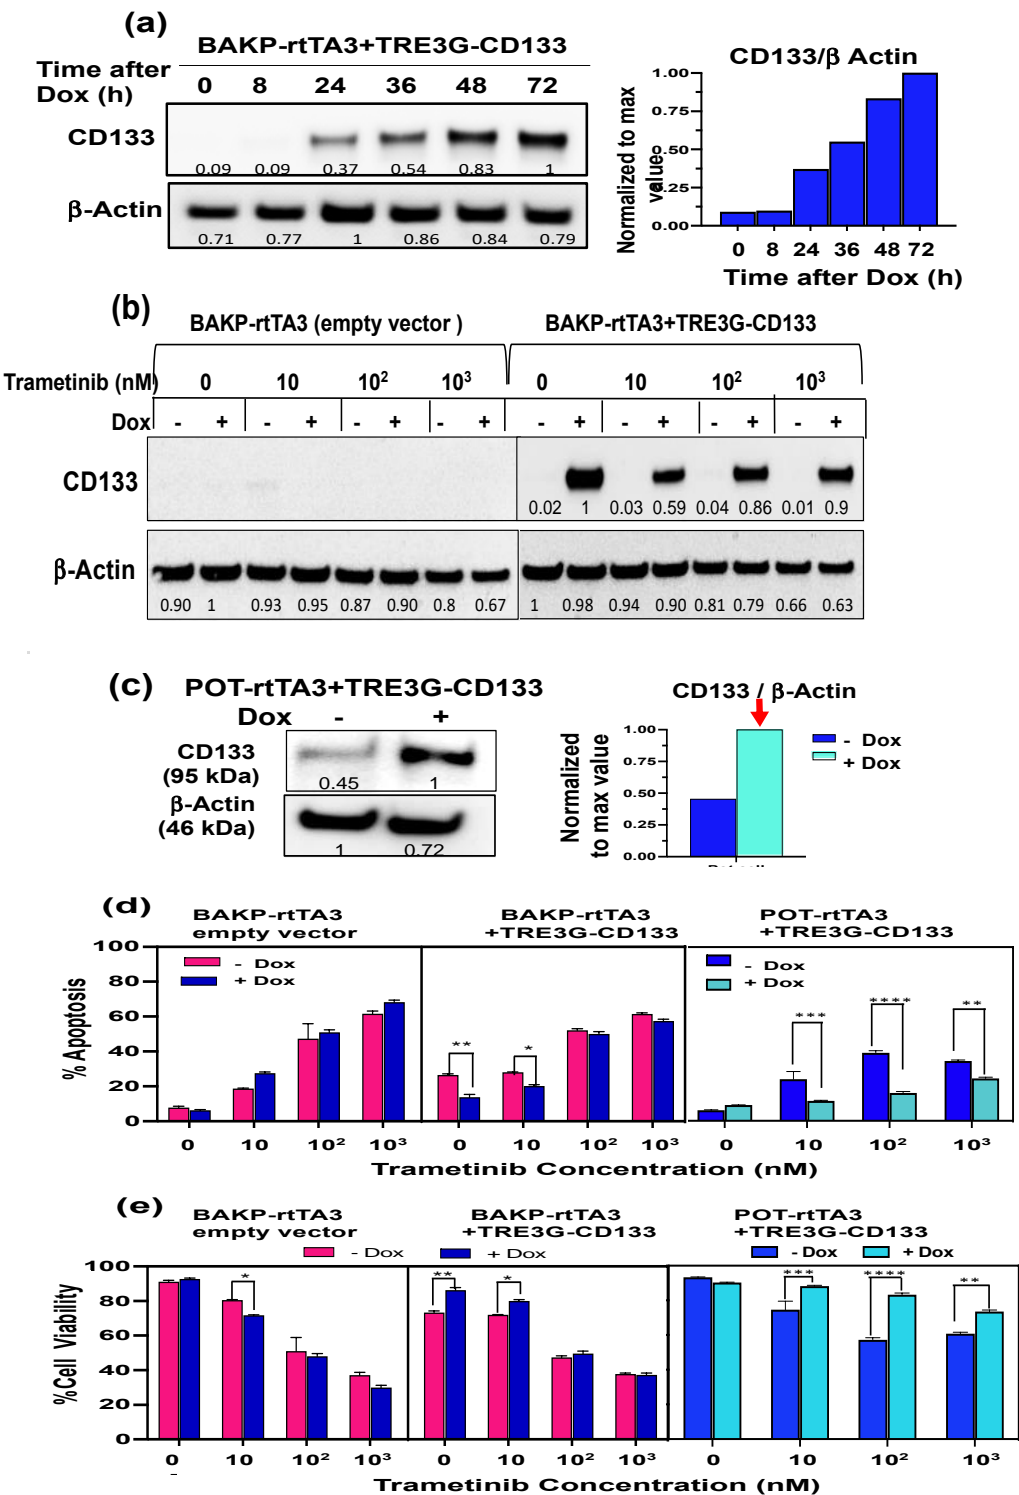 (a)
BAKP-rtTA3+TRE3G-CD133
Time after
Dox (h)
0 8 24 36 48 72
CD133
0.09 0.09 0.37 0.54 0.83 1
β-Actin
0.71 0.77 1 0.86 0.84 0.79
CD133/β Actin
Normalized to max
value
1.00
0.75
0.50
0.25
0.00
0 8 24 36 48 72
Time after Dox (h)
(b)
BAKP-rtTA3 (empty vector )
BAKP-rtTA3+TRE3G-CD133
Trametinib (nM) 0 10 10² 10³ 0 10 10² 10³
Dox - + - + - + - + - + - + - + - +
CD133
0.02 1 0.03 0.59 0.04 0.86 0.01 0.9
β-Actin
0.90 1 0.93 0.95 0.87 0.90 0.8 0.67 1 0.98 0.94 0.90 0.81 0.79 0.66 0.63
(c)
POT-rtTA3+TRE3G-CD133
Dox - +
CD133
(95 kDa)
0.45 1
β-Actin
(46 kDa)
1 0.72
CD133 / β-Actin
Normalized
to max value
1.00
0.75
0.50
0.25
0.00
- Dox
+ Dox
(d)
BAKP-rtTA3
empty vector
BAKP-rtTA3
+TRE3G-CD133
POT-rtTA3
+TRE3G-CD133
% Apoptosis
100
80
60
40
20
0
- Dox
+ Dox
** *
- Dox
+ Dox
*** **** **
0 10 10² 10³ 0 10 10² 10³ 0 10 10² 10³
Trametinib Concentration (nM)
(e)
BAKP-rtTA3
empty vector
BAKP-rtTA3
+TRE3G-CD133
POT-rtTA3
+TRE3G-CD133
- Dox + Dox
- Dox + Dox
%Cell Viability
100
80
60
40
20
0
* ** * *** **** **
0 10 10² 10³ 0 10 10² 10³ 0 10 10² 10³
Trametinib Concentration (nM)